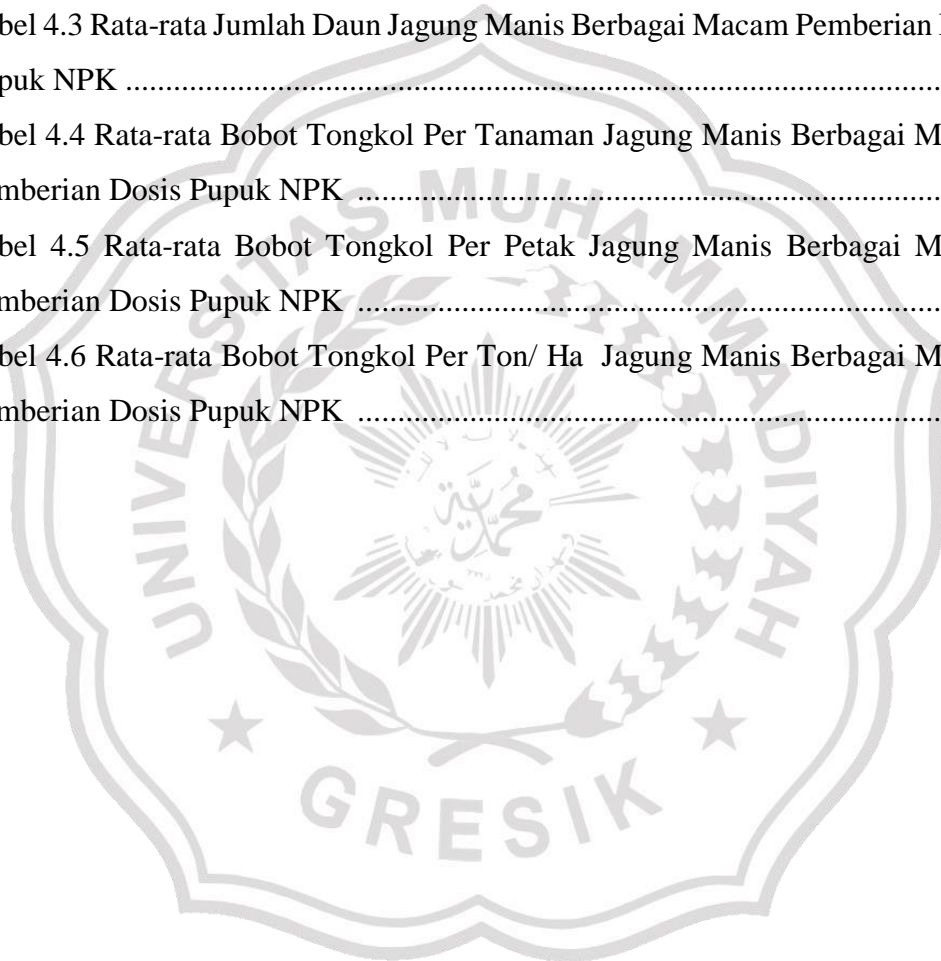 bel 4.3 Rata-rata Jumlah Daun Jagung Manis Berbagai Macam Pemberian
puk NPK ....................................................................................................
bel 4.4 Rata-rata Bobot Tongkol Per Tanaman Jagung Manis Berbagai M
mberian Dosis Pupuk NPK ........................................................................
bel 4.5 Rata-rata Bobot Tongkol Per Petak Jagung Manis Berbagai M
mberian Dosis Pupuk NPK ........................................................................
bel 4.6 Rata-rata Bobot Tongkol Per Ton/ Ha Jagung Manis Berbagai M
mberian Dosis Pupuk NPK ........................................................................
UNIVERSITAS MUHAMMADIYAH
محمدية
GRESIK